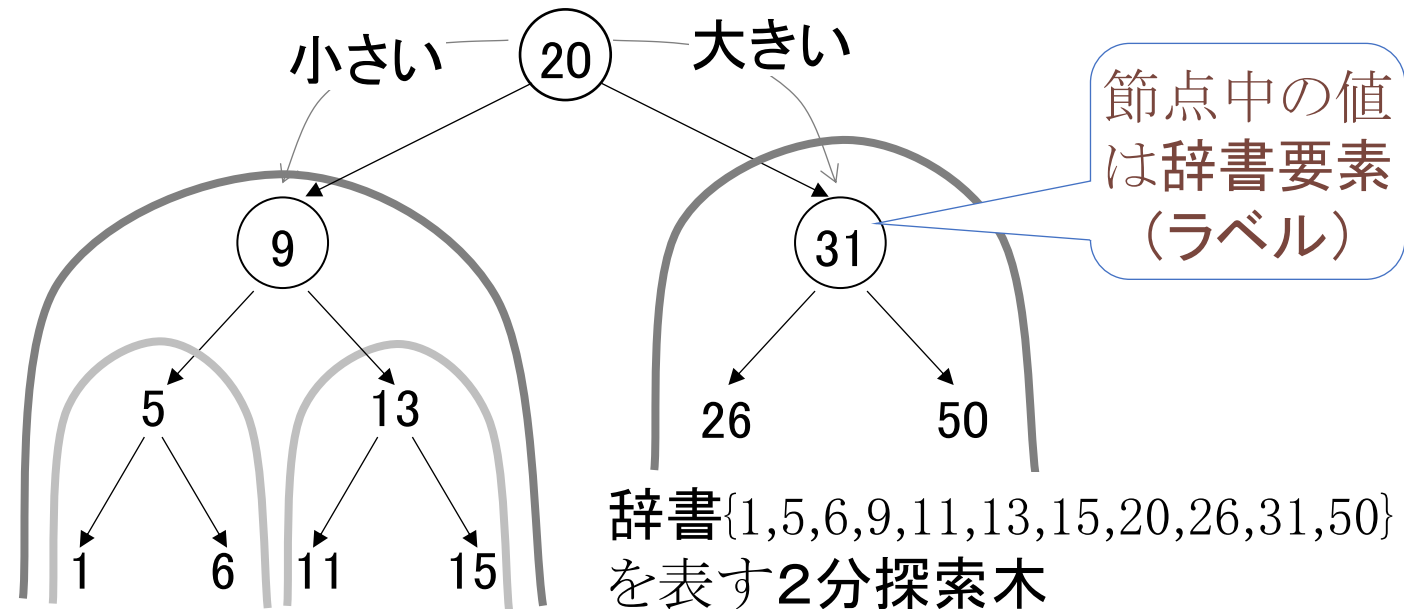 小さい 20 大きい
節点中の値
は辞書要素
（ラベル）
9 31
5 13 26 50
1 6 11 15
辞書{1,5,6,9,11,13,15,20,26,31,50}
を表す２分探索木